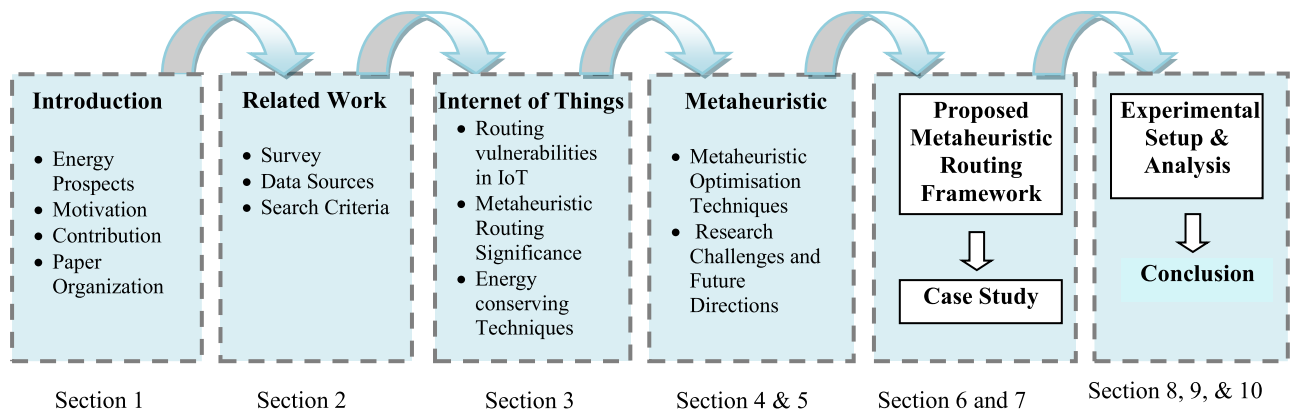 Introduction
• Energy
Prospects
• Motivation
• Contribution
• Paper
Organization
Section 1
Related Work
• Survey
• Data Sources
• Search Criteria
Section 2
Internet of Things
• Routing
vulnerabilities
in IoT
• Metaheuristic
Routing
Significance
• Energy
conserving
Techniques
Section 3
Metaheuristic
• Metaheuristic
Optimisation
Techniques
• Research
Challenges and
Future
Directions
Section 4 & 5
Proposed
Metaheuristic
Routing
Framework
Case Study
Section 6 and 7
Experimental
Setup &
Analysis
Conclusion
Section 8, 9, & 10